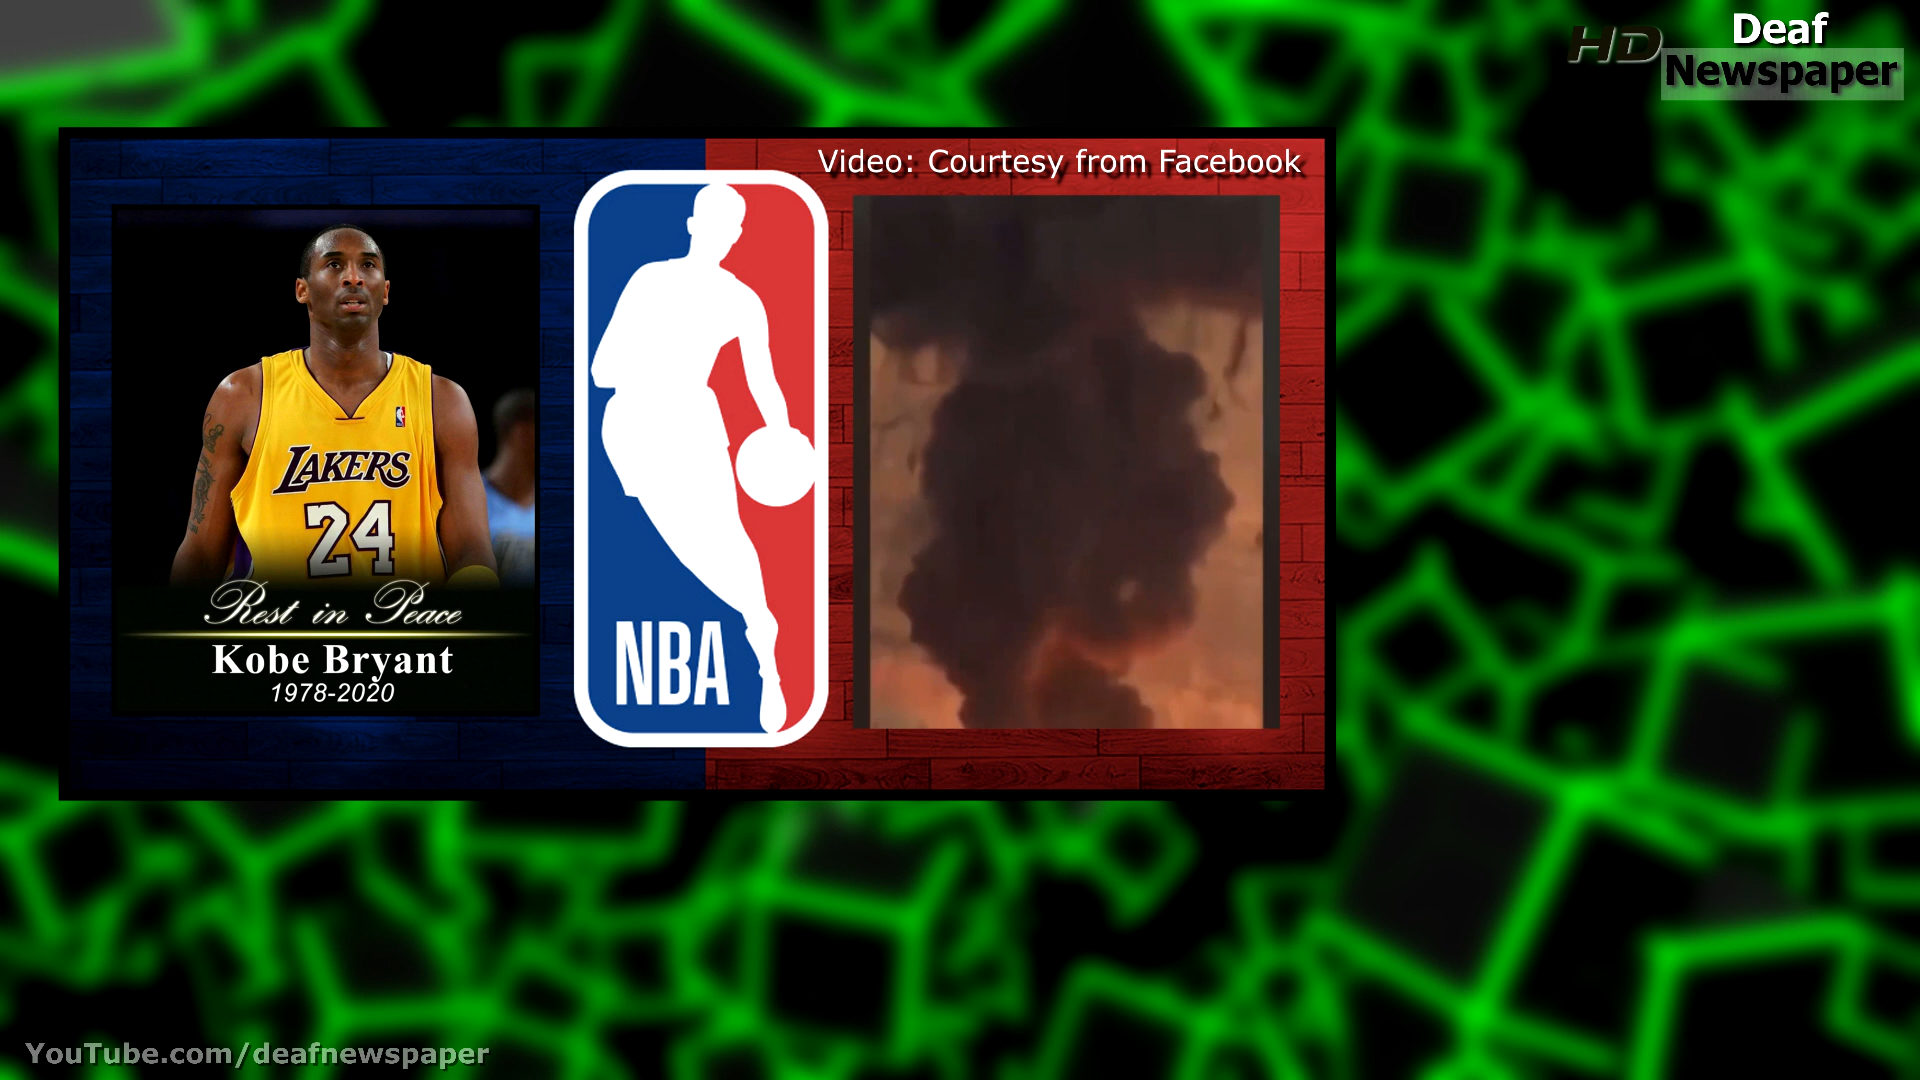 HD
Deaf
Newspaper
Video: Courtesy from Facebook
LAKERS
24
Rest in Peace
Kobe Bryant
1978-2020
NBA
YouTube.com/deafnewspaper